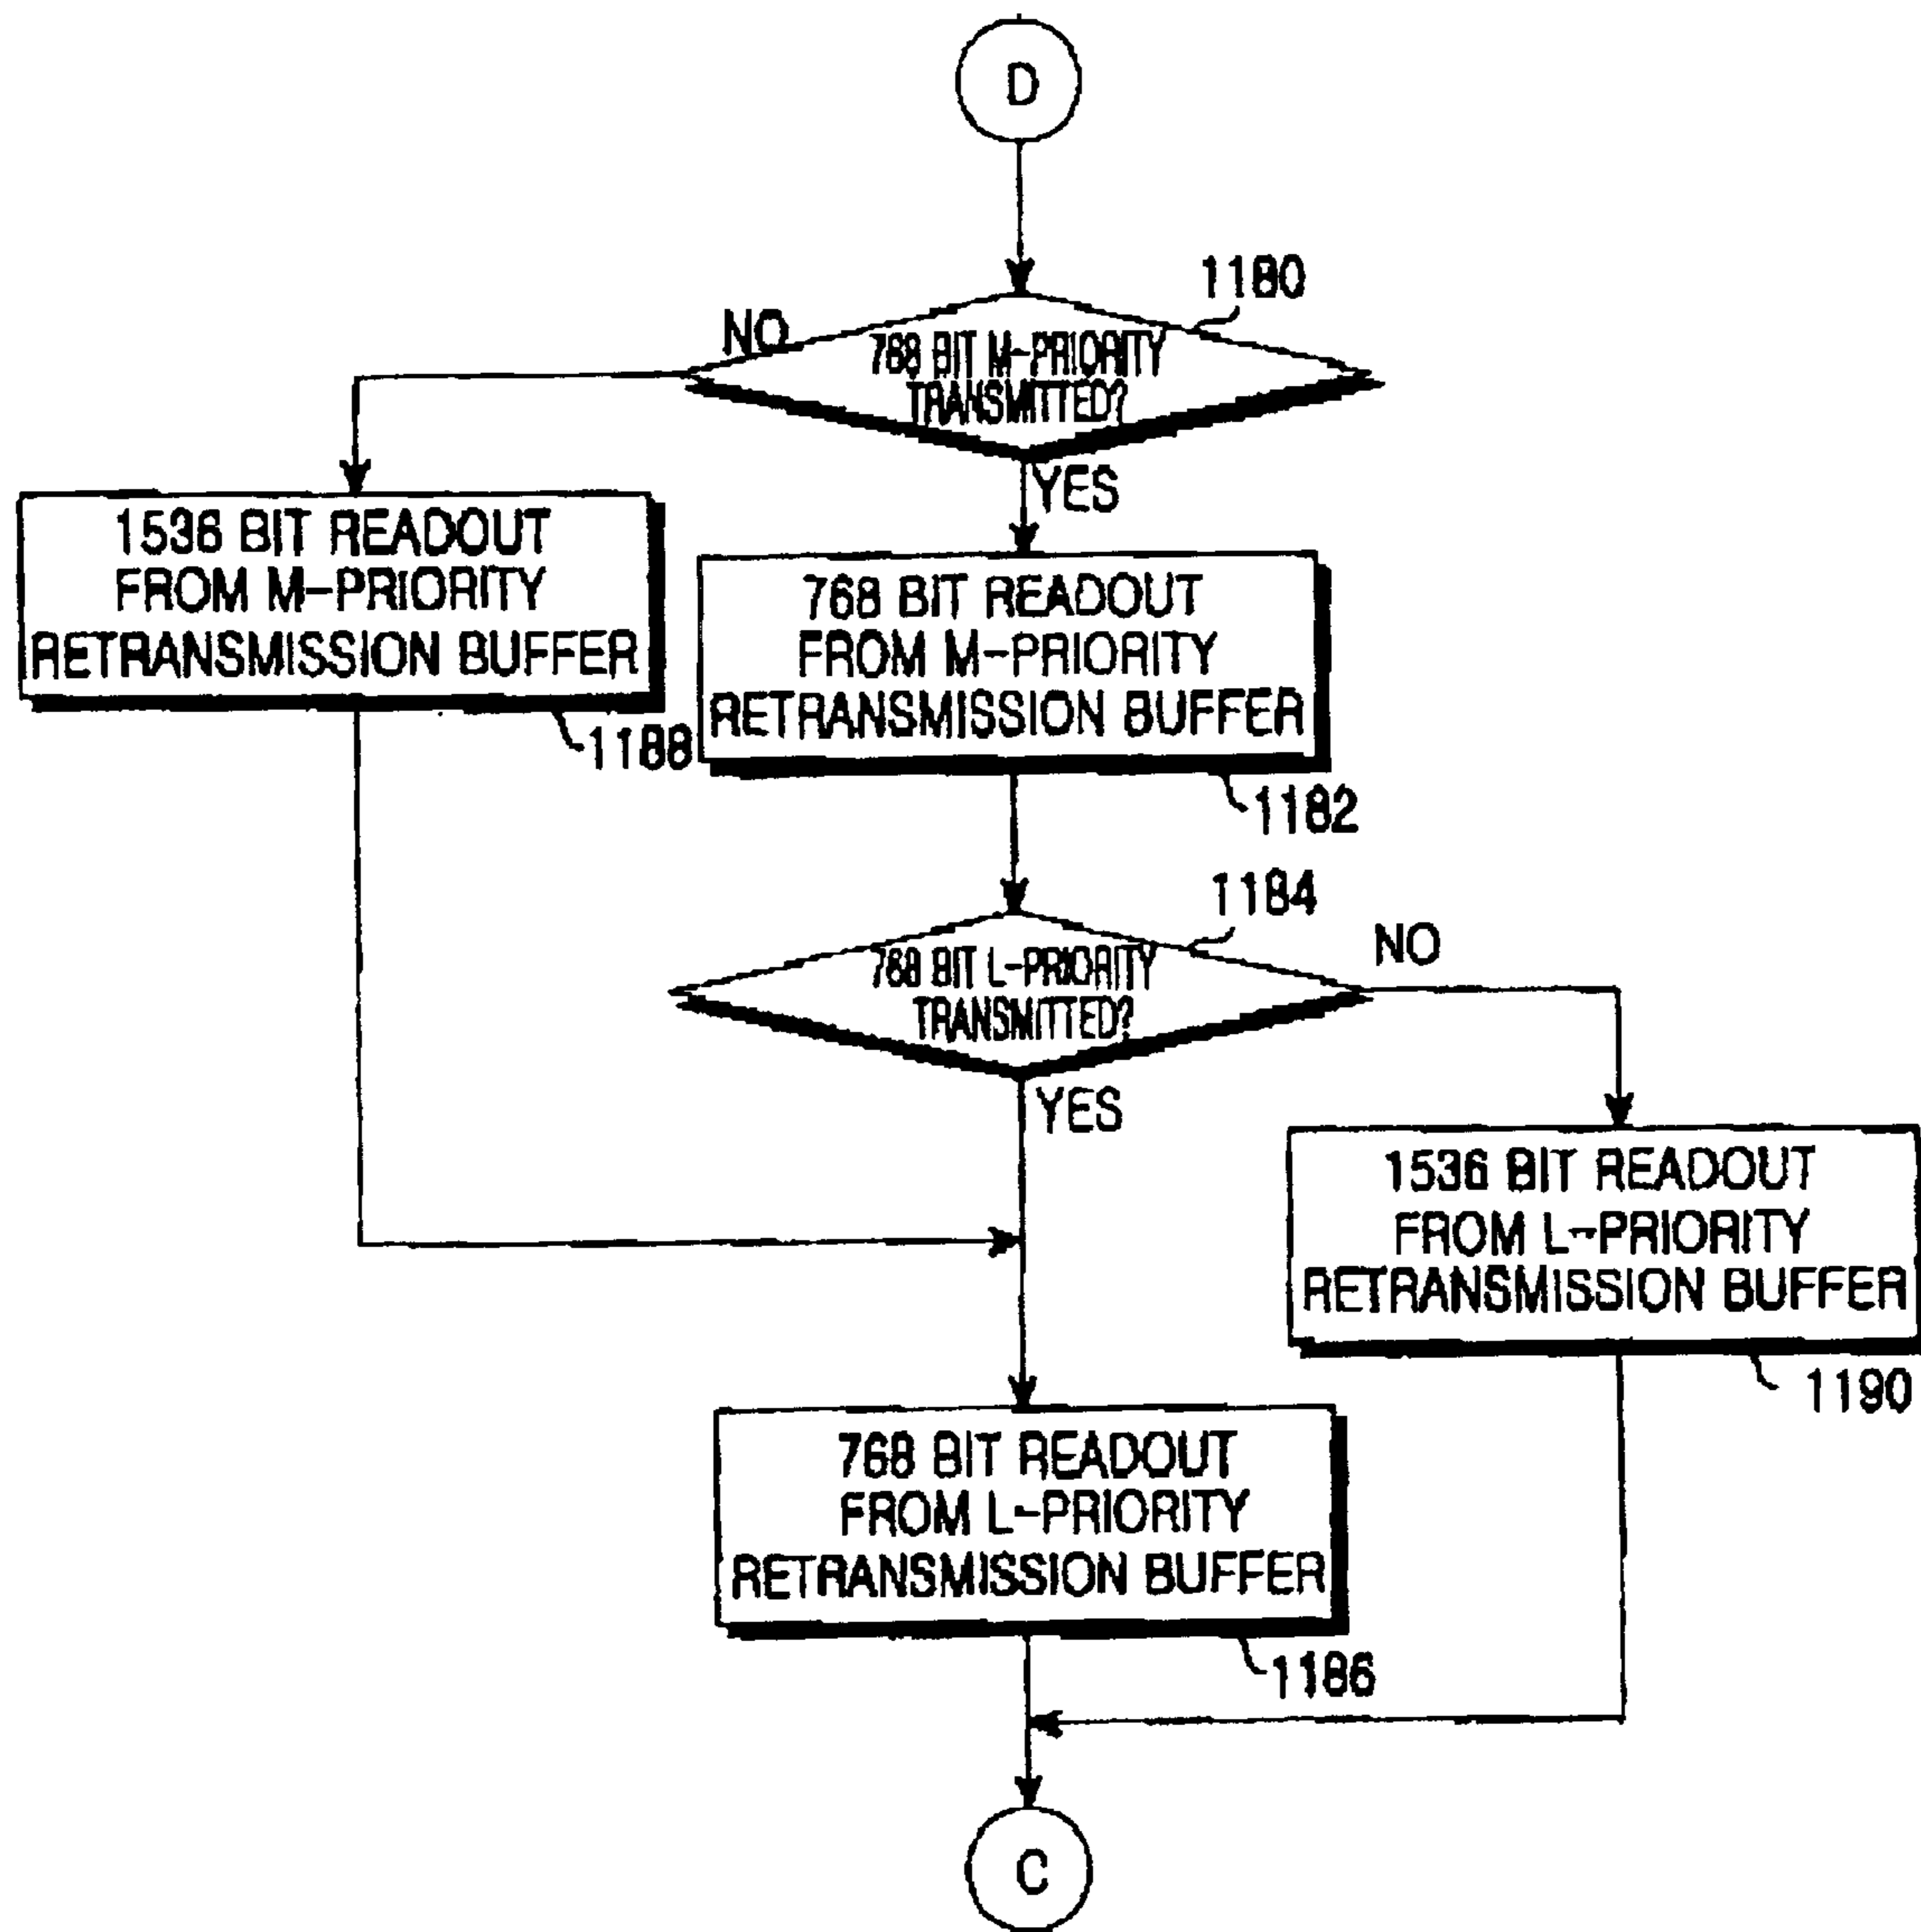 D
1180
NO
768 BIT M-PRIORITY
TRANSMITTED?
YES
1536 BIT READOUT
FROM M-PRIORITY
RETRANSMISSION BUFFER
1188
768 BIT READOUT
FROM M-PRIORITY
RETRANSMISSION BUFFER
1182
1184
768 BIT L-PRIORITY
TRANSMITTED?
NO
YES
1536 BIT READOUT
FROM L-PRIORITY
RETRANSMISSION BUFFER
1190
768 BIT READOUT
FROM L-PRIORITY
RETRANSMISSION BUFFER
1186
C